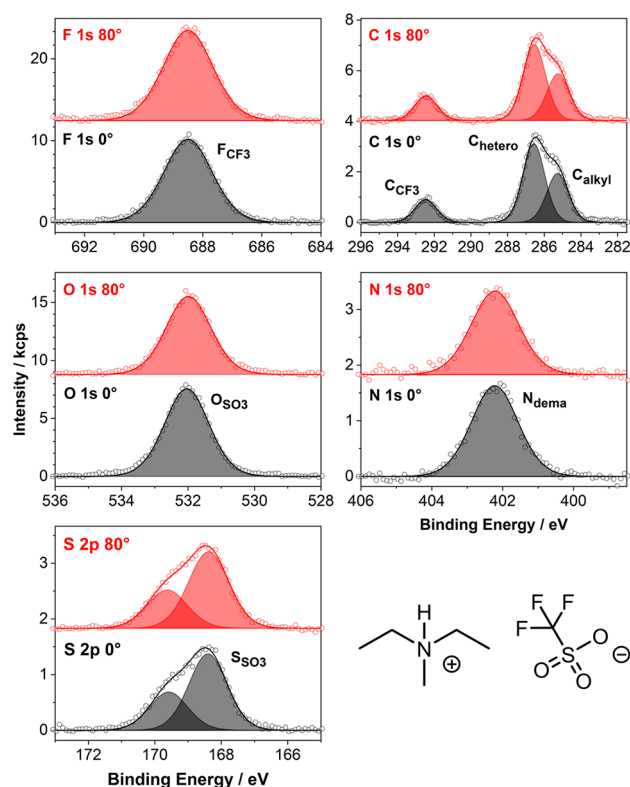 F 1s 80°
20
F 1s 0°
10
F_CF3
0
692 690 688 686 684
C 1s 80°
8
6
4
C 1s 0°
C_hetero
C_CF3
C_alkyl
2
0
296 294 292 290 288 286 284 282
O 1s 80°
15
10
O 1s 0°
O_SO3
5
0
536 534 532 530 528
N 1s 80°
3
2
N 1s 0°
N_dema
1
0
406 404 402 400
Binding Energy / eV
Intensity / kcps
S 2p 80°
3
2
S 2p 0°
S_SO3
1
0
172 170 168 166
Binding Energy / eV
H
N
⊕
F
F
F
O
S
O
O
⊖